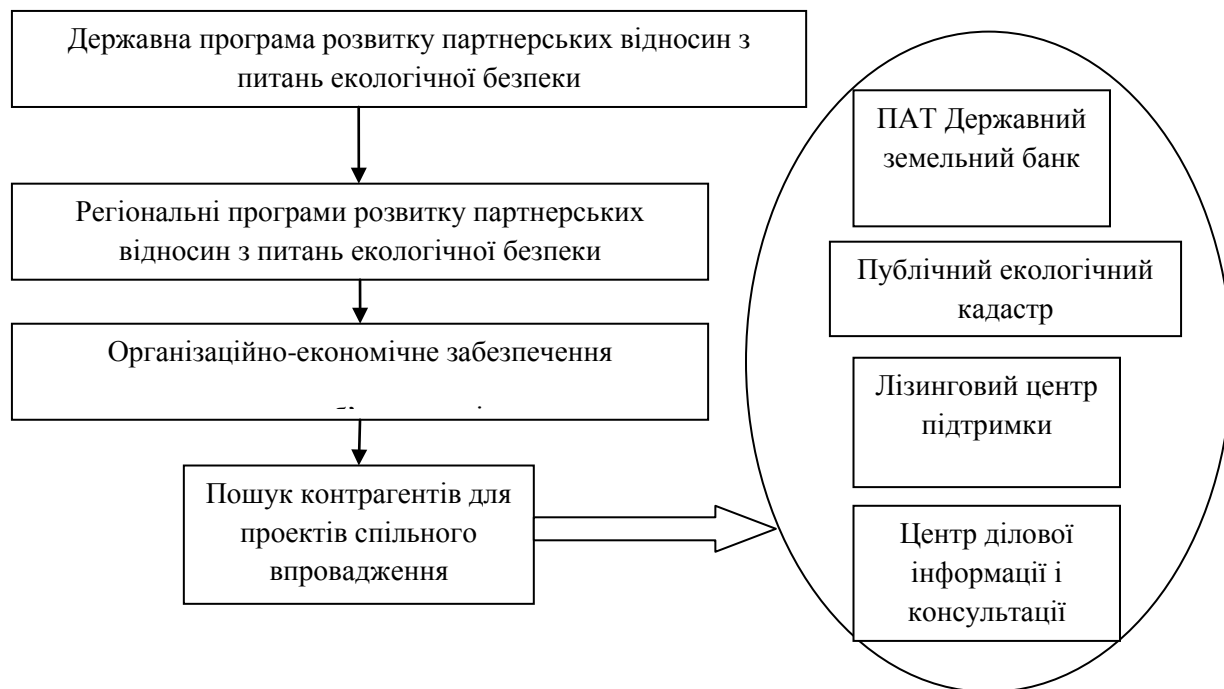 Державна програма розвитку партнерських відносин з
питань екологічної безпеки
Регіональні програми розвитку партнерських
відносин з питань екологічної безпеки
Організаційно-економічне забезпечення
Пошук контрагентів для
проектів спільного
впровадження
ПАТ Державний
земельний банк
Публічний екологічний
кадастр
Лізинговий центр
підтримки
Центр ділової
інформації і
консультації